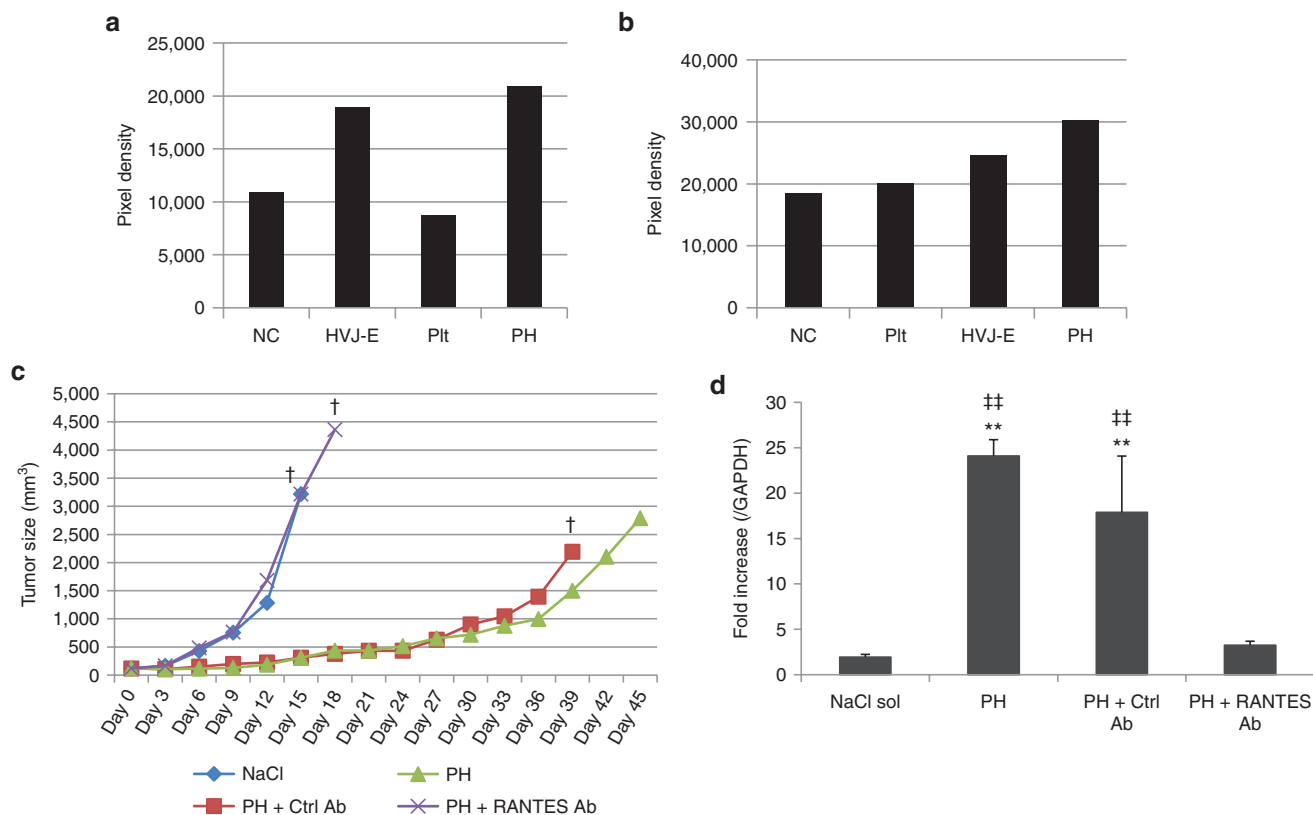 a
25,000
20,000
15,000
10,000
5,000
0
Pixel density
NC HVJ-E Plt PH
b
40,000
30,000
20,000
10,000
0
Pixel density
NC Plt HVJ-E PH
c
5,000
4,500
4,000
3,500
3,000
2,500
2,000
1,500
1,000
500
0
Tumor size (mm³)
† † †
Day 0 Day 3 Day 6 Day 9 Day 12 Day 15 Day 18 Day 21 Day 24 Day 27 Day 30 Day 33 Day 36 Day 39 Day 42 Day 45
NaCl PH
PH + Ctrl Ab PH + RANTES Ab
d
30
25
20
15
10
5
0
Fold increase (/GAPDH)
‡‡ ‡‡
** **
NaCl sol PH PH + Ctrl PH + RANTES
Ab Ab